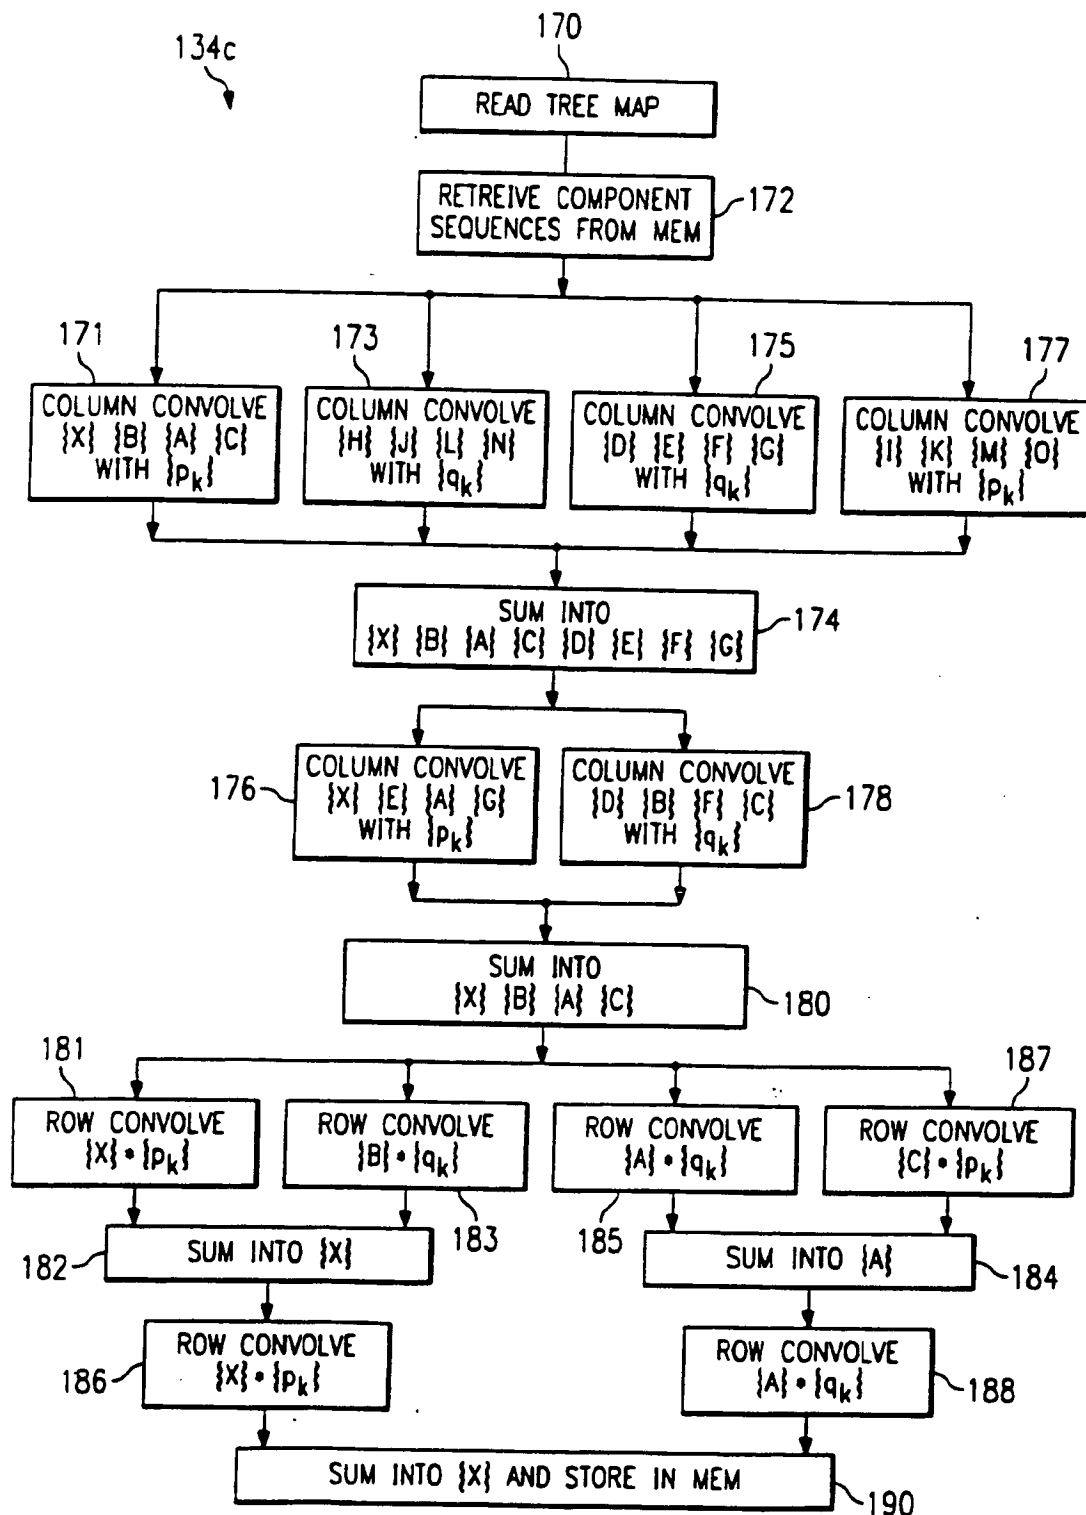 134c
170
READ TREE MAP
RETREIVE COMPONENT
SEQUENCES FROM MEM
172
171
COLUMN CONVOLVE
{X} {B} {A} {C}
WITH {pk}
173
COLUMN CONVOLVE
{H} {J} {L} {N}
WITH {qk}
175
COLUMN CONVOLVE
{D} {E} {F} {G}
WITH {qk}
177
COLUMN CONVOLVE
{I} {K} {M} {O}
WITH {pk}
SUM INTO
{X} {B} {A} {C} {D} {E} {F} {G}
174
176
COLUMN CONVOLVE
{X} {E} {A} {G}
WITH {pk}
COLUMN CONVOLVE
{D} {B} {F} {C}
WITH {qk}
178
SUM INTO
{X} {B} {A} {C}
180
181
ROW CONVOLVE
{X} * {pk}
ROW CONVOLVE
{B} * {qk}
183
ROW CONVOLVE
{A} * {qk}
185
187
ROW CONVOLVE
{C} * {pk}
182
SUM INTO {X}
SUM INTO {A}
184
186
ROW CONVOLVE
{X} * {pk}
ROW CONVOLVE
{A} * {qk}
188
SUM INTO {X} AND STORE IN MEM
190